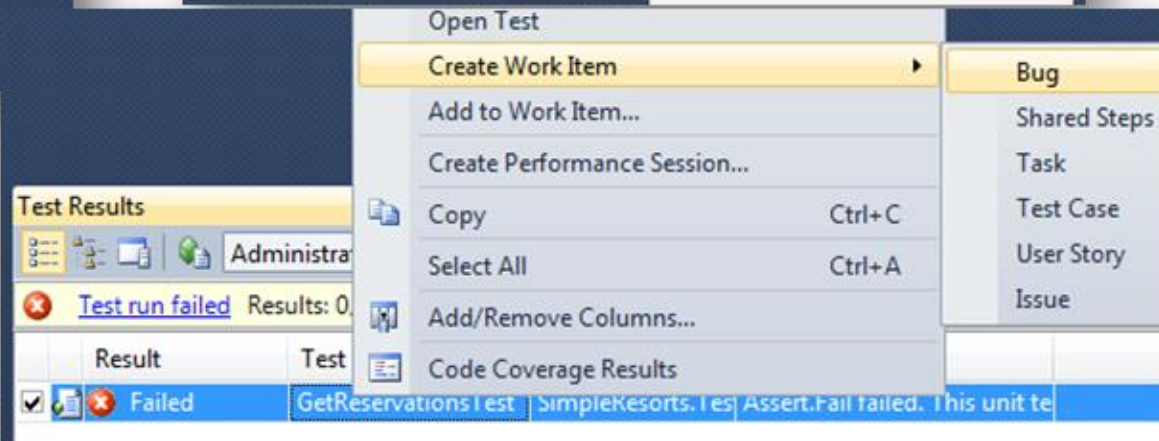 Open Test
Create Work Item
Add to Work Item...
Create Performance Session...
Copy Ctrl+C
Select All Ctrl+A
Add/Remove Columns...
Code Coverage Results
Bug
Shared Steps
Task
Test Case
User Story
Issue
Test Results
Administra
Test run failed Results: 0
Result Test
Failed GetReservationsTest SimpleResorts.Tes Assert.Fail failed. This unit te